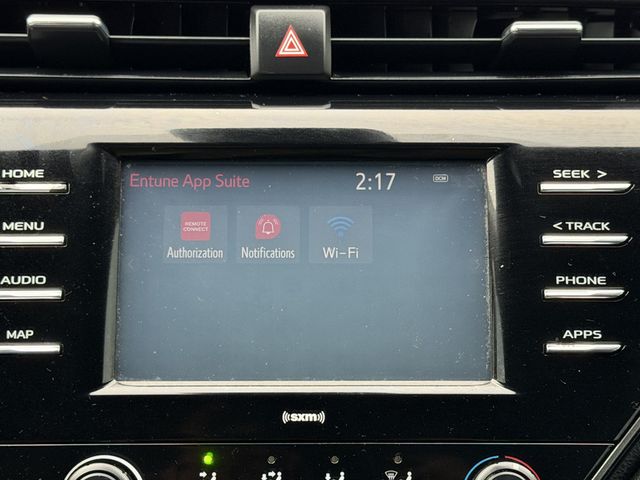 HOME
MENU
AUDIO
MAP
Entune App Suite 2:17 DCM
REMOTE
CONNECT
Authorization Notifications Wi-Fi
SEEK >
< TRACK
PHONE
APPS
sxm